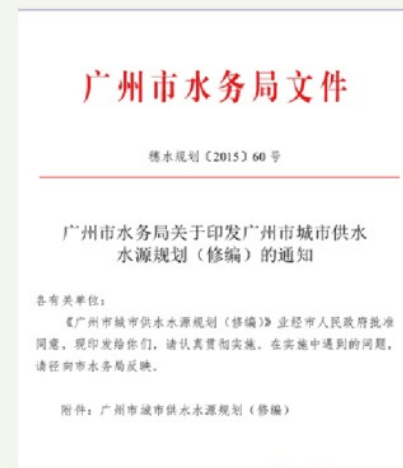 广州市水务局文件
穗水规划〔2015〕60 号
广州市水务局关于印发广州市城市供水
水源规划（修编）的通知
各有关单位：
《广州市城市供水水源规划（修编）》业经市人民政府批准
同意，现印发给你们，请认真贯彻实施。在实施中遇到的问题，
请径向市水务局反映。
附件：广州市城市供水水源规划（修编）